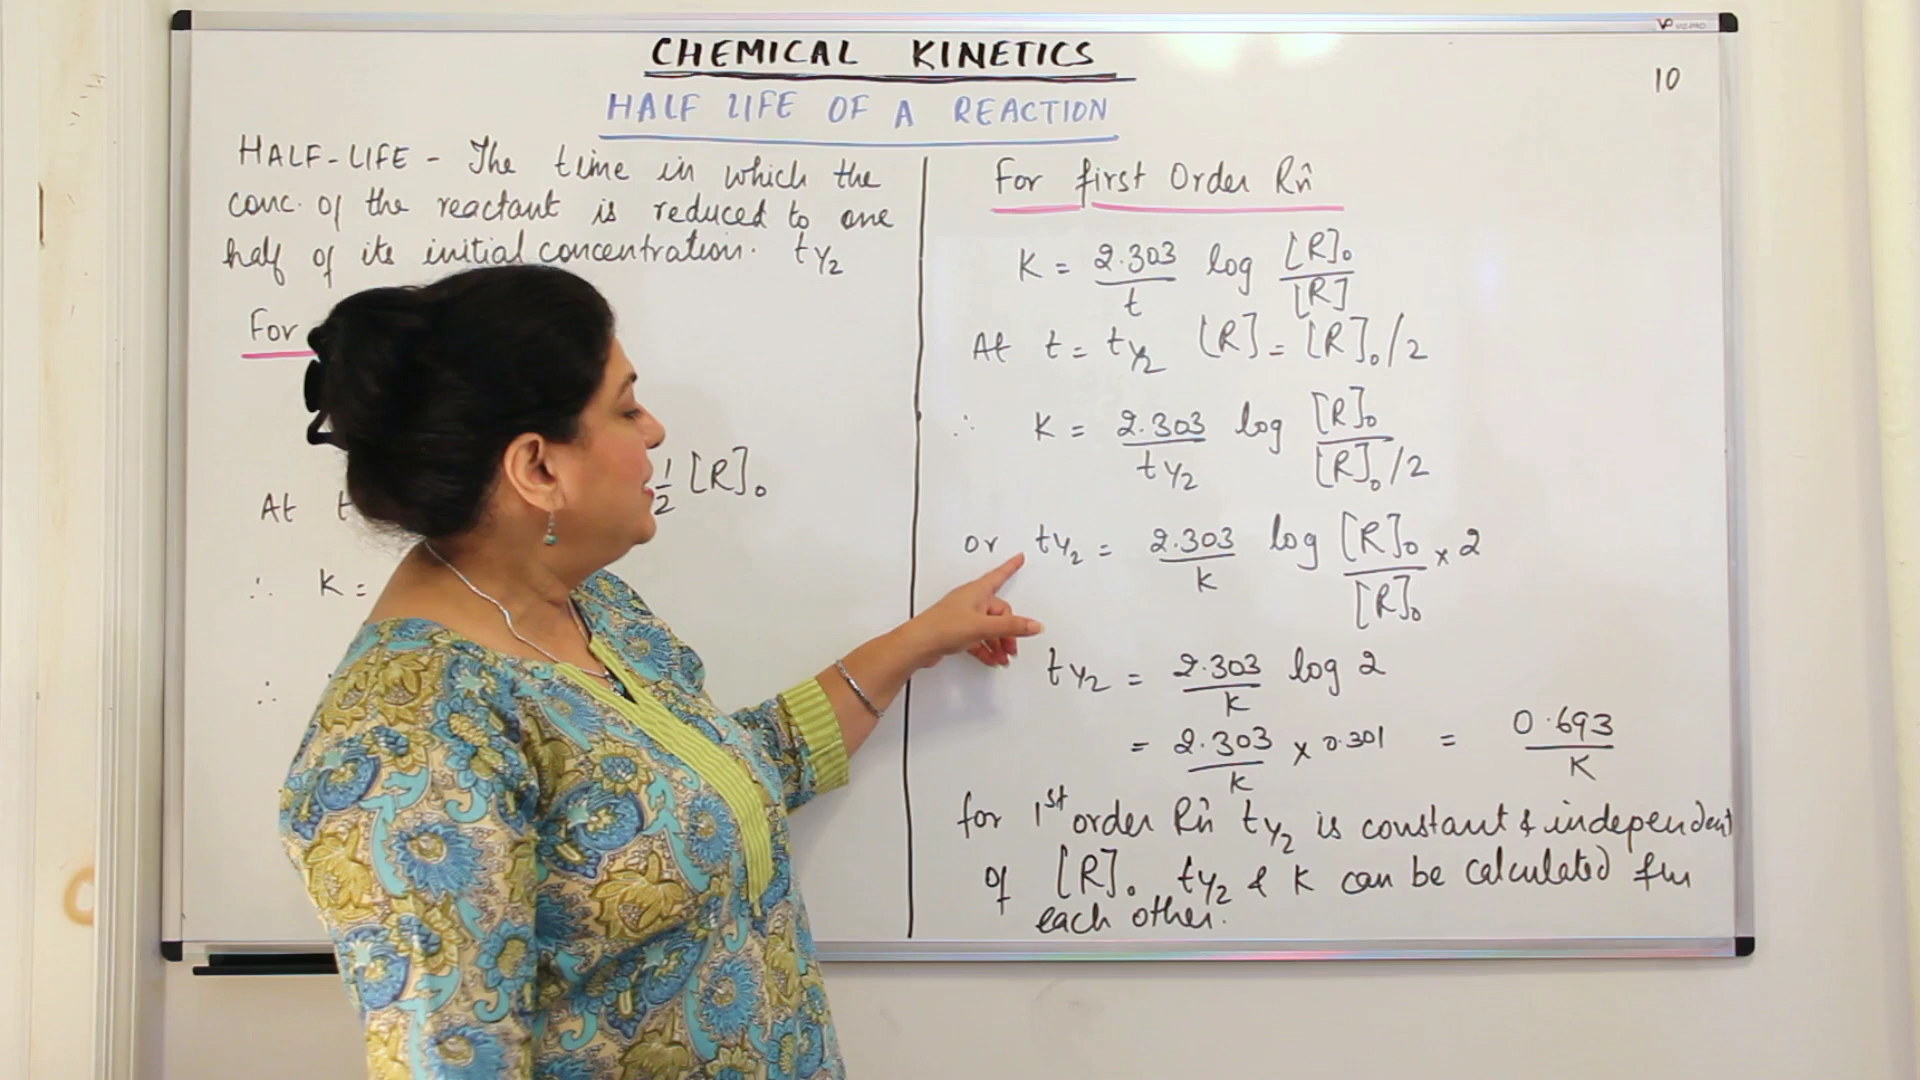 VIZ-PRO
CHEMICAL KINETICS
10
HALF LIFE OF A REACTION
HALF-LIFE - The time in which the
conc. of the reactant is reduced to one
half of its initial concentration. t1/2
For
1/2 [R]₀
At t
∴ K =
∴
For first Order Rn̂
K = 2.303/t log [R]₀/[R]
At t = t1/2 [R] = [R]₀/2
∴ K = 2.303/t1/2 log [R]₀/[R]₀/2
or t1/2 = 2.303/k log [R]₀/[R]₀ × 2
t1/2 = 2.303/k log 2
= 2.303/k × 0.301 = 0.693/K
for 1st order Rn̂ t1/2 is constant & independent
of [R]₀ t1/2 & K can be calculated from
each other.